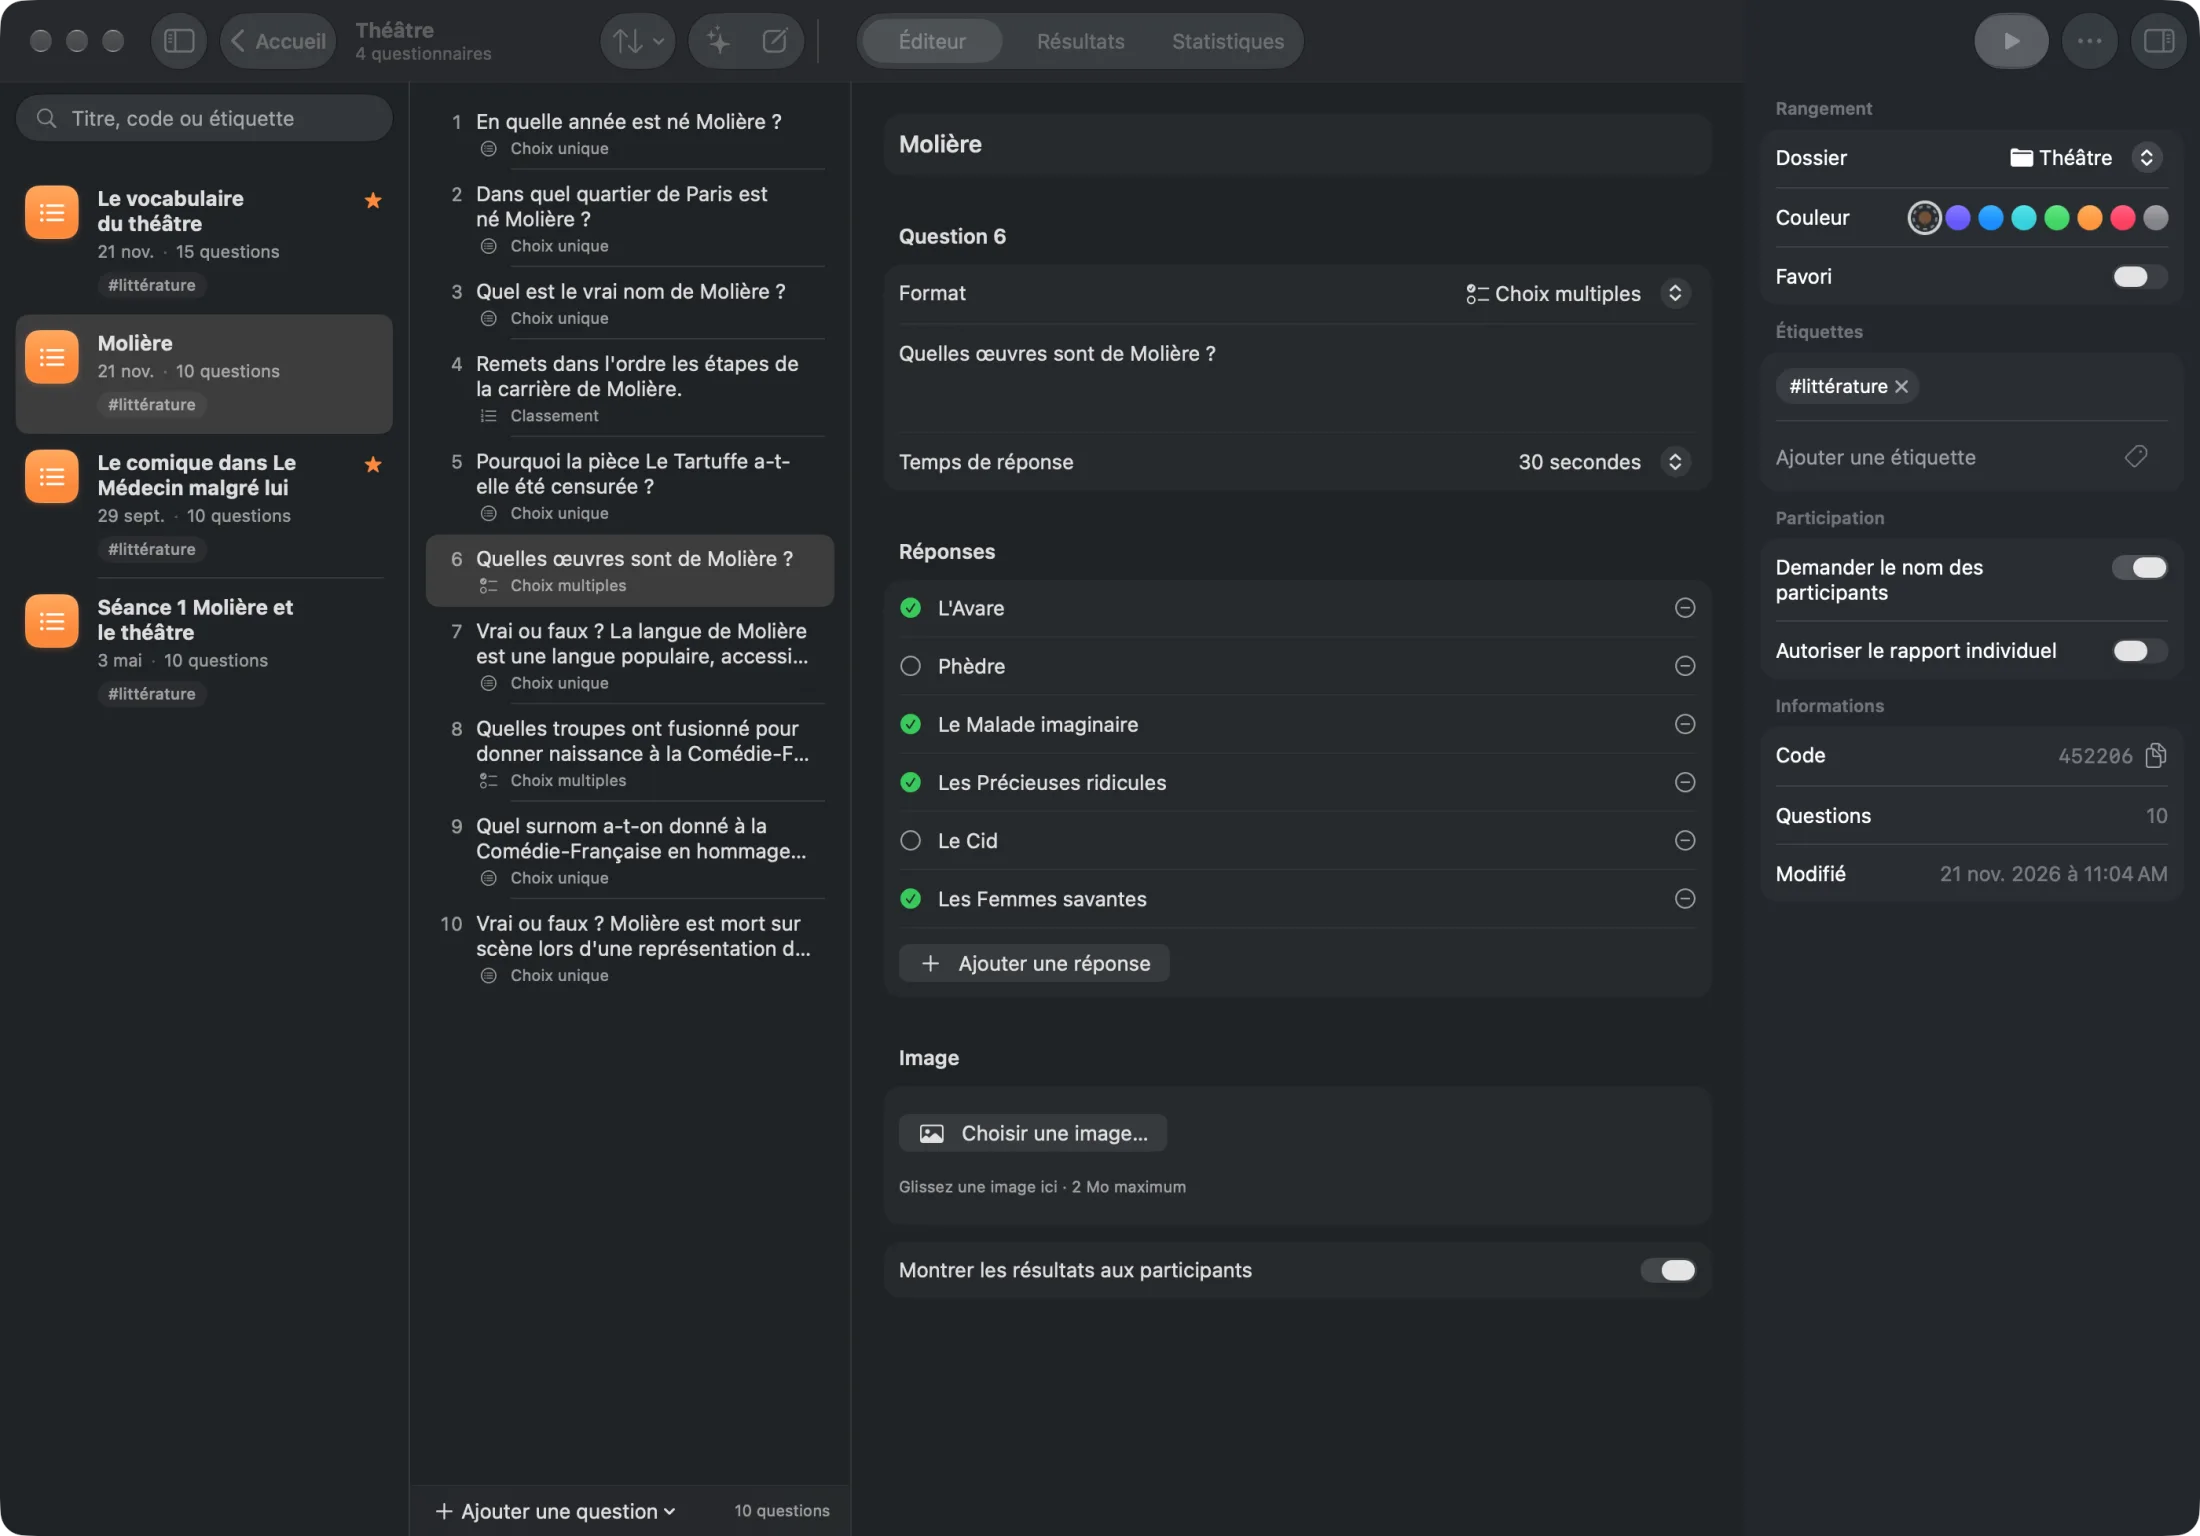 Accueil
Théâtre
4 questionnaires
Éditeur
Résultats
Statistiques
Titre, code ou étiquette
Le vocabulaire
du théâtre
21 nov. · 15 questions
#littérature
Molière
21 nov. · 10 questions
#littérature
Le comique dans Le
Médecin malgré lui
29 sept. · 10 questions
#littérature
Séance 1 Molière et
le théâtre
3 mai · 10 questions
#littérature
1 En quelle année est né Molière ?
Choix unique
2 Dans quel quartier de Paris est
né Molière ?
Choix unique
3 Quel est le vrai nom de Molière ?
Choix unique
4 Remets dans l'ordre les étapes de
la carrière de Molière.
Classement
5 Pourquoi la pièce Le Tartuffe a-t-
elle été censurée ?
Choix unique
6 Quelles œuvres sont de Molière ?
Choix multiples
7 Vrai ou faux ? La langue de Molière
est une langue populaire, accessi...
Choix unique
8 Quelles troupes ont fusionné pour
donner naissance à la Comédie-F...
Choix multiples
9 Quel surnom a-t-on donné à la
Comédie-Française en hommage...
Choix unique
10 Vrai ou faux ? Molière est mort sur
scène lors d'une représentation d...
Choix unique
Ajouter une question
10 questions
Molière
Question 6
Format
Choix multiples
Quelles œuvres sont de Molière ?
Temps de réponse
30 secondes
Réponses
L'Avare
Phèdre
Le Malade imaginaire
Les Précieuses ridicules
Le Cid
Les Femmes savantes
Ajouter une réponse
Image
Choisir une image...
Glissez une image ici · 2 Mo maximum
Montrer les résultats aux participants
Rangement
Dossier
Théâtre
Couleur
Favori
Étiquettes
#littérature
Ajouter une étiquette
Participation
Demander le nom des
participants
Autoriser le rapport individuel
Informations
Code
452206
Questions
10
Modifié
21 nov. 2026 à 11:04 AM